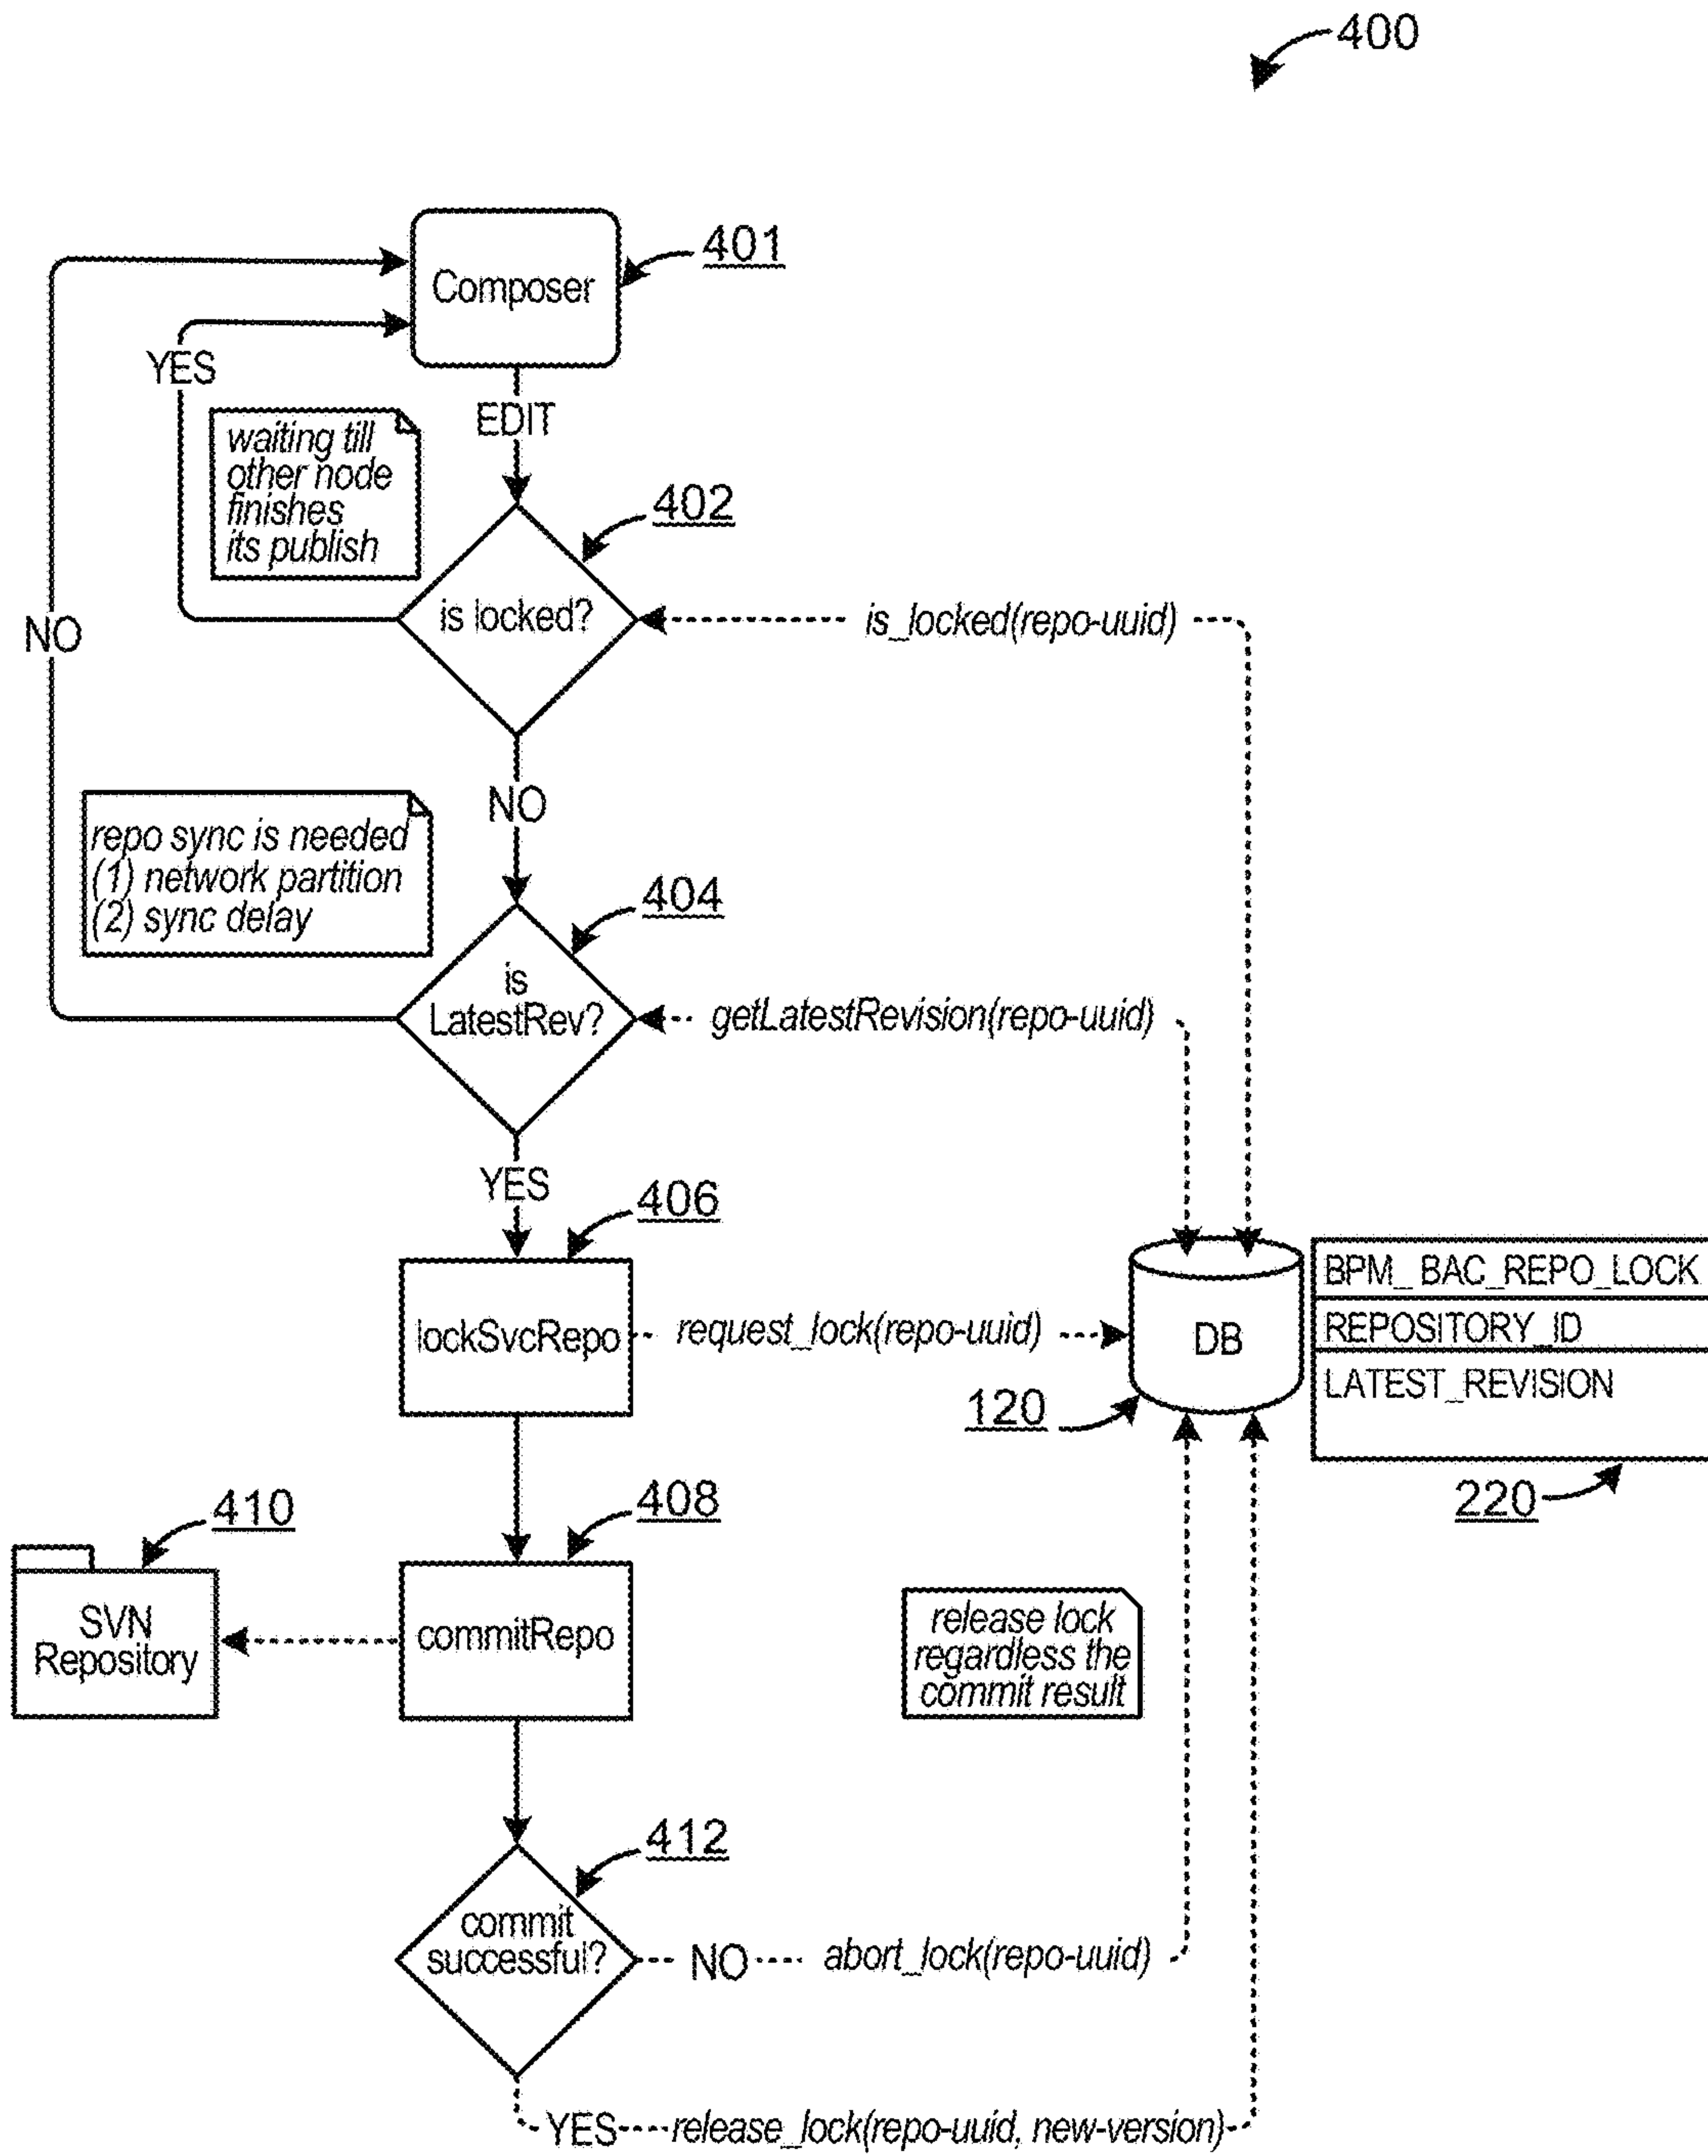 400
401
Composer
YES
EDIT
waiting till
other node
finishes
its publish
402
is locked?
is_locked(repo-uuid)
NO
NO
repo sync is needed
(1) network partition
(2) sync delay
404
is
LatestRev?
getLatestRevision(repo-uuid)
YES
406
lockSvcRepo
request_lock(repo-uuid)
DB
120
BPM_ BAC_REPO_LOCK
REPOSITORY_ID
LATEST_REVISION
220
410
SVN
Repository
408
commitRepo
release lock
regardless the
commit result
412
commit
successful?
NO
abort_lock(repo-uuid)
YES
release_lock(repo-uuid, new-version)